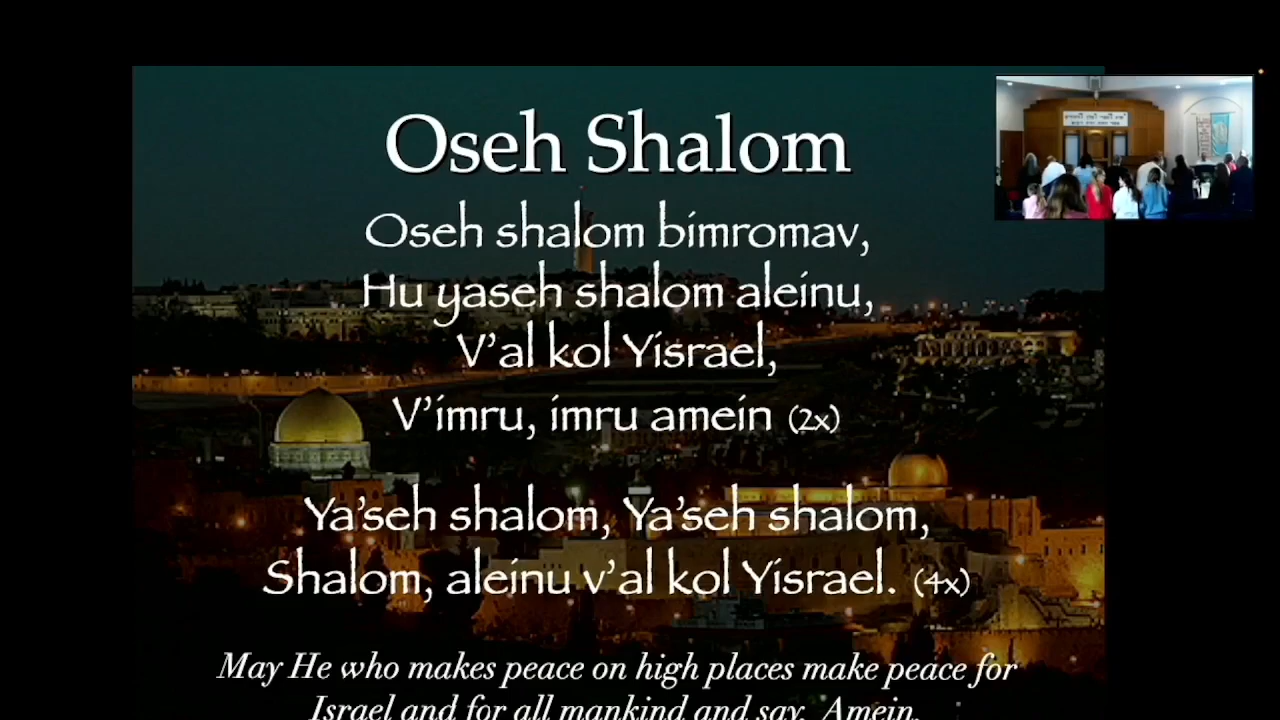 Oseh Shalom
Oseh shalom bimromav,
Hu yaseh shalom aleinu,
V'al kol Yisrael,
V'imru, imru amein (2x)
Ya'seh shalom, Ya'seh shalom,
Shalom, aleinu v'al kol Yisrael. (4x)
May He who makes peace on high places make peace for
Israel and for all mankind and say, Amein.